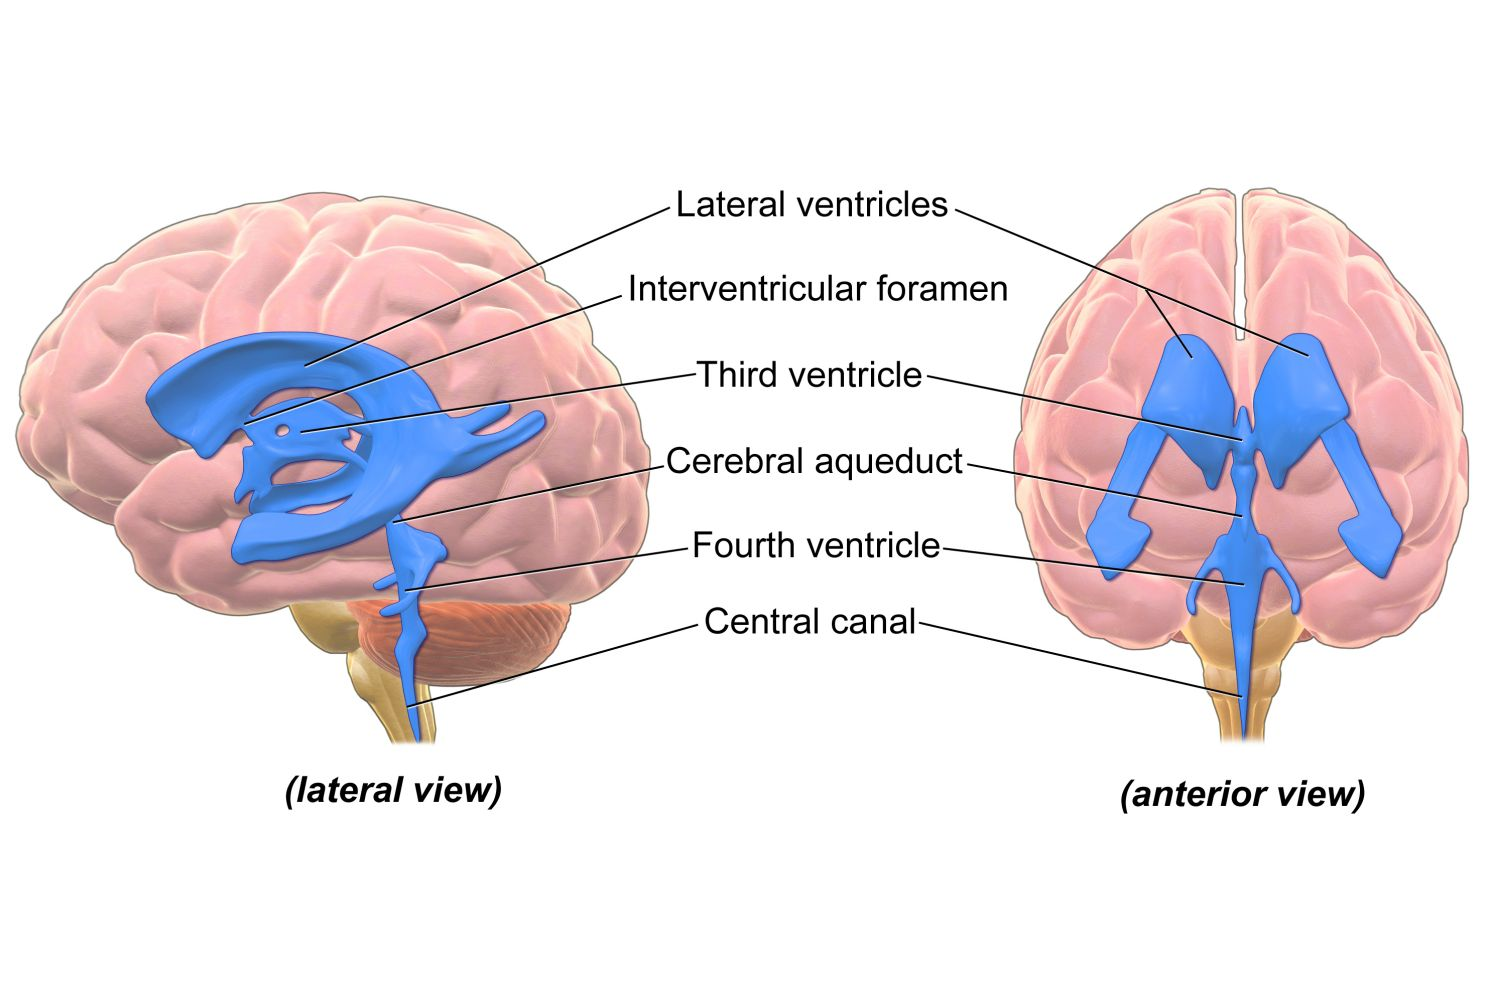 Lateral ventricles
Interventricular foramen
Third ventricle
Cerebral aqueduct
Fourth ventricle
Central canal
(lateral view)
(anterior view)